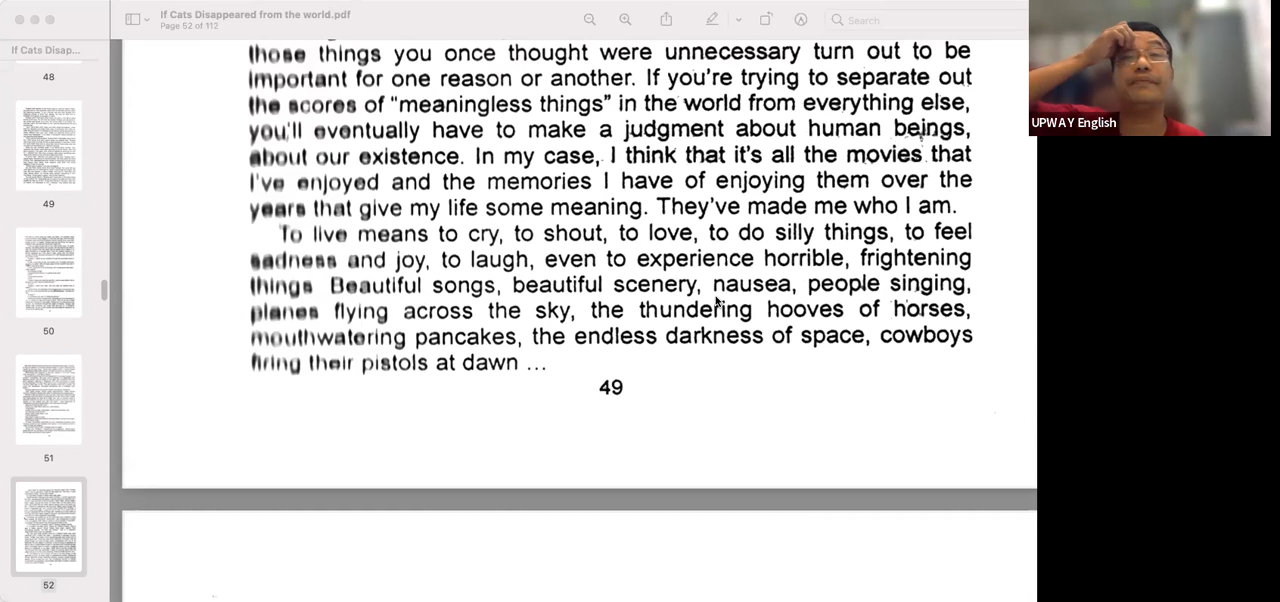 If Cats Disappeared from the world.pdf
Page 52 of 112
Search
If Cats Disap...
48
49
50
51
52
those things you once thought were unnecessary turn out to be
important for one reason or another. If you're trying to separate out
the scores of “meaningless things” in the world from everything else,
you'll eventually have to make a judgment about human beings,
about our existence. In my case, I think that it's all the movies that
I've enjoyed and the memories I have of enjoying them over the
years that give my life some meaning. They've made me who I am.
To live means to cry, to shout, to love, to do silly things, to feel
sadness and joy, to laugh, even to experience horrible, frightening
things Beautiful songs, beautiful scenery, nausea, people singing,
planes flying across the sky, the thundering hooves of horses,
mouthwatering pancakes, the endless darkness of space, cowboys
firing their pistols at dawn ...
49
UPWAY English